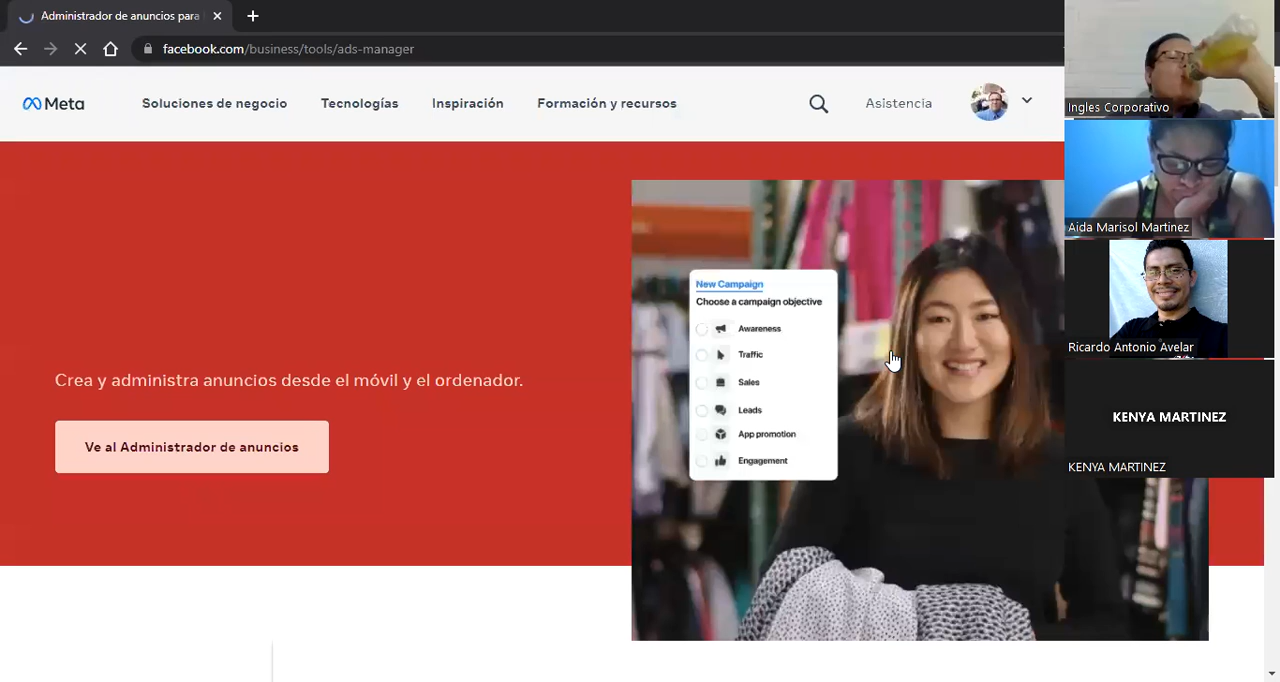 Administrador de anuncios para
facebook.com/business/tools/ads-manager
Meta
Soluciones de negocio
Tecnologías
Inspiración
Formación y recursos
Asistencia
Crea y administra anuncios desde el móvil y el ordenador.
Ve al Administrador de anuncios
New Campaign
Choose a campaign objective
Awareness
Traffic
Sales
Leads
App promotion
Engagement
Ingles Corporativo
Aida Marisol Martinez
Ricardo Antonio Avelar
KENYA MARTINEZ
KENYA MARTINEZ